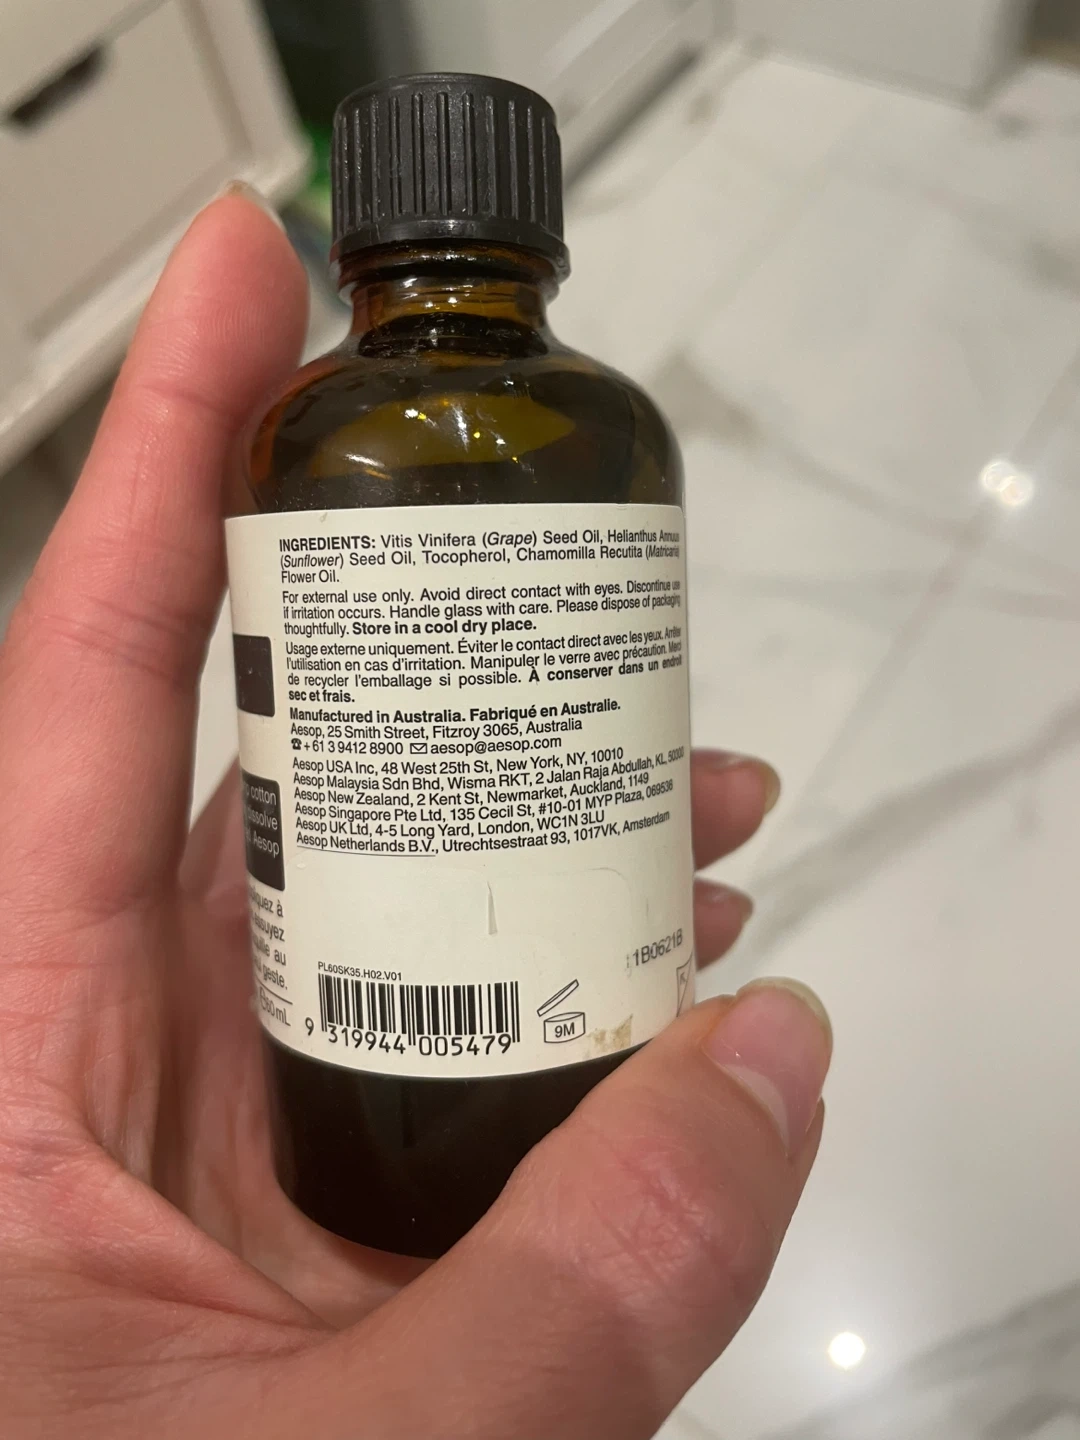 INGREDIENTS: Vitis Vinifera (Grape) Seed Oil, Helianthus Annuus
(Sunflower) Seed Oil, Tocopherol, Chamomilla Recutita (Matricaria)
Flower Oil.
For external use only. Avoid direct contact with eyes. Discontinue use
if irritation occurs. Handle glass with care. Please dispose of packaging
thoughtfully. Store in a cool dry place.
Usage externe uniquement. Éviter le contact direct avec les yeux. Arrêter
l'utilisation en cas d'irritation. Manipuler le verre avec précaution. Merci
de recycler l'emballage si possible. À conserver dans un endroit
sec et frais.
Manufactured in Australia. Fabriqué en Australie.
Aesop, 25 Smith Street, Fitzroy 3065, Australia
☎+61 3 9412 8900 ✉aesop@aesop.com
Aesop USA Inc, 48 West 25th St, New York, NY, 10010
Aesop Malaysia Sdn Bhd, Wisma RKT, 2 Jalan Raja Abdullah, KL, 50300
Aesop New Zealand, 2 Kent St, Newmarket, Auckland, 1149
Aesop Singapore Pte Ltd, 135 Cecil St, #10-01 MYP Plaza, 069536
Aesop UK Ltd, 4-5 Long Yard, London, WC1N 3LU
Aesop Netherlands B.V., Utrechtsestraat 93, 1017VK, Amsterdam
cotton
Aesop
à
au
geste.
60mL
1B0621B
PL60SK35.H02.V01
9 319944 005479
9M